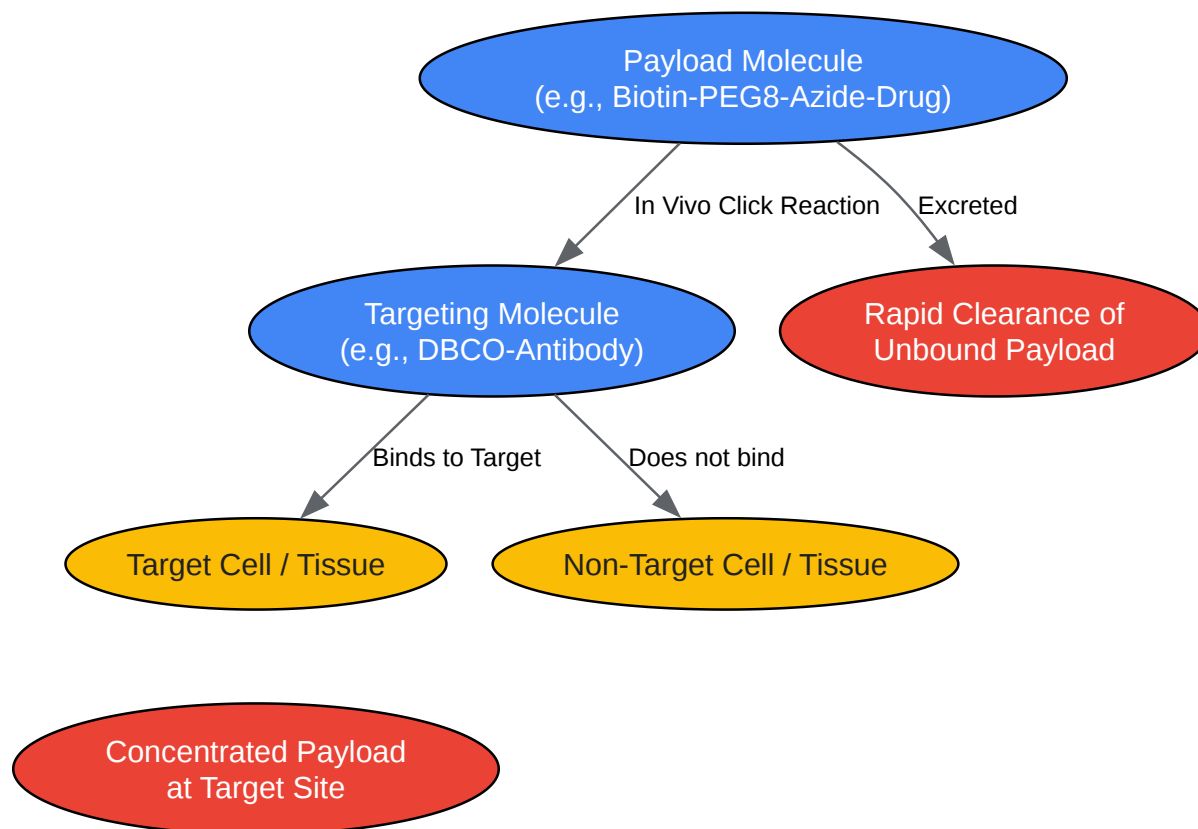 Payload Molecule
(e.g., Biotin-PEG8-Azide-Drug)
In Vivo Click Reaction
Excreted
Targeting Molecule
(e.g., DBCO-Antibody)
Rapid Clearance of
Unbound Payload
Binds to Target
Does not bind
Target Cell / Tissue
Non-Target Cell / Tissue
Concentrated Payload
at Target Site